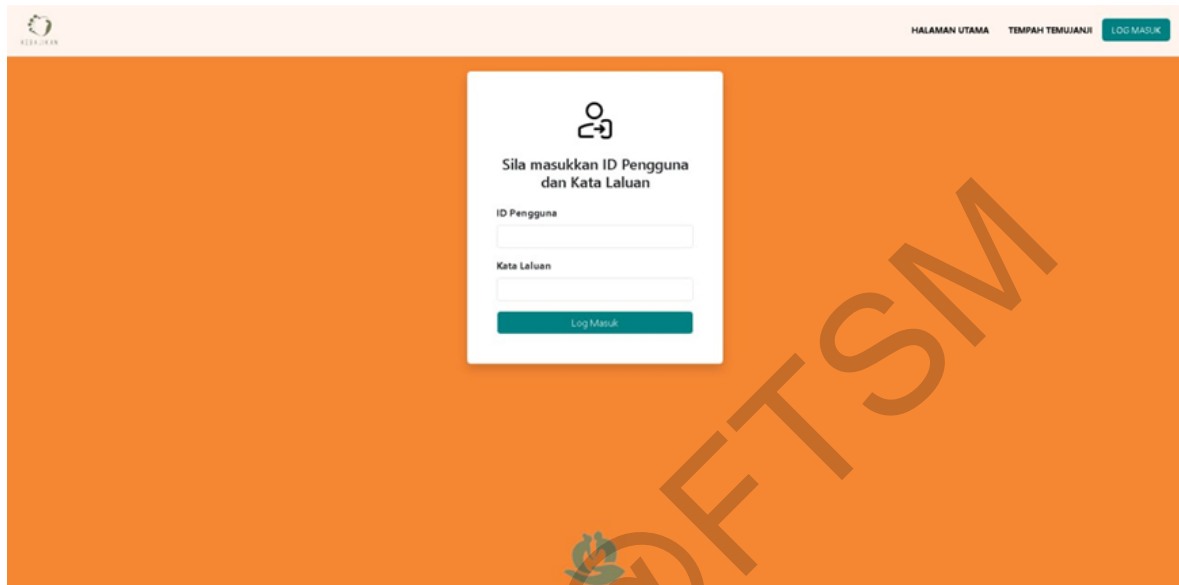 KEBAJIKAN
HALAMAN UTAMA
TEMPAH TEMUJANJI
LOG MASUK
Sila masukkan ID Pengguna
dan Kata Laluan
ID Pengguna
Kata Laluan
Log Masuk
@FTSM